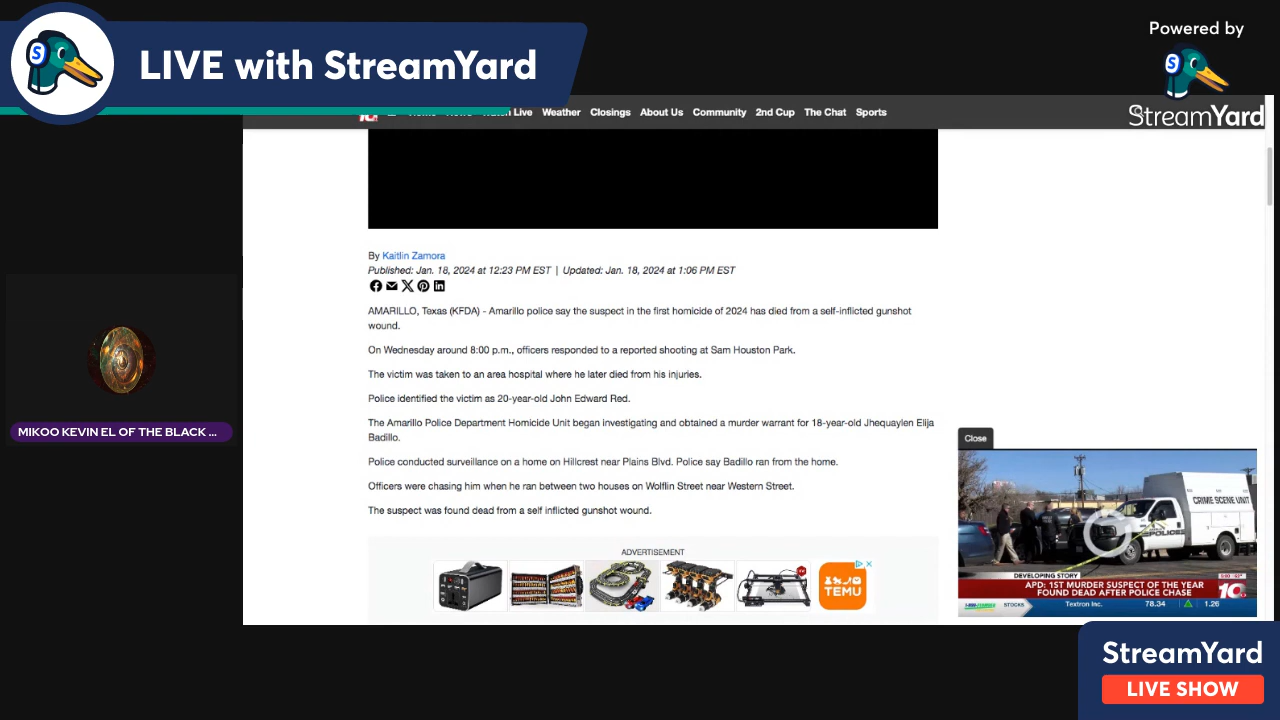 LIVE with StreamYard
Powered by
StreamYard
Watch Live Weather Closings About Us Community 2nd Cup The Chat Sports
By Kaitlin Zamora
Published: Jan. 18, 2024 at 12:23 PM EST | Updated: Jan. 18, 2024 at 1:06 PM EST
AMARILLO, Texas (KFDA) - Amarillo police say the suspect in the first homicide of 2024 has died from a self-inflicted gunshot
wound.
On Wednesday around 8:00 p.m., officers responded to a reported shooting at Sam Houston Park.
The victim was taken to an area hospital where he later died from his injuries.
Police identified the victim as 20-year-old John Edward Red.
The Amarillo Police Department Homicide Unit began investigating and obtained a murder warrant for 18-year-old Jhequaylen Elija
Badillo.
Police conducted surveillance on a home on Hillcrest near Plains Blvd. Police say Badillo ran from the home.
Officers were chasing him when he ran between two houses on Wolflin Street near Western Street.
The suspect was found dead from a self inflicted gunshot wound.
ADVERTISEMENT
TEMU
MIKOO KEVIN EL OF THE BLACK ...
Close
CRIME SCENE UNIT
POLICE
DEVELOPING STORY
APD: 1ST MURDER SUSPECT OF THE YEAR
FOUND DEAD AFTER POLICE CHASE
10
STOCKS Textron Inc. 78.34 1.26
StreamYard
LIVE SHOW